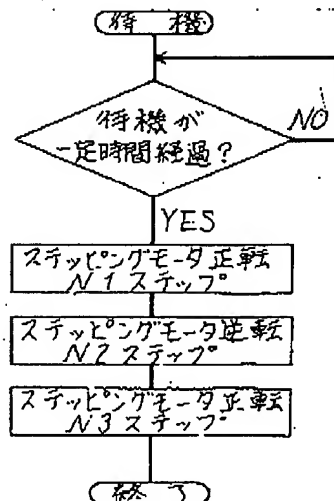 待機
待機が
一定時間経過?
NO
YES
ステッピングモータ正転
N1ステップ
ステッピングモータ逆転
N2ステップ
ステッピングモータ正転
N3ステップ
終了